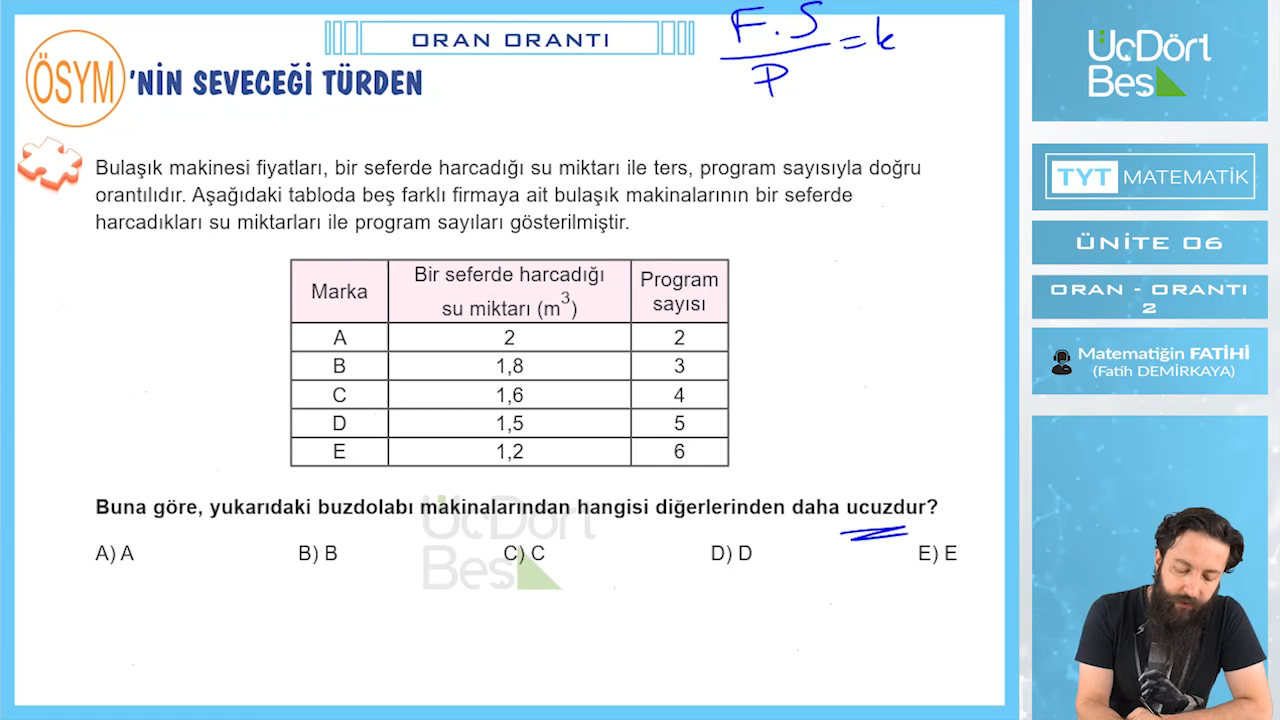 ORAN ORANTI
F.S
P
= k
ÖSYM'NİN SEVECEĞİ TÜRDEN
Bulaşık makinesi fiyatları, bir seferde harcadığı su miktarı ile ters, program sayısıyla doğru
orantılıdır. Aşağıdaki tabloda beş farklı firmaya ait bulaşık makinalarının bir seferde
harcadıkları su miktarları ile program sayıları gösterilmiştir.
Marka Bir seferde harcadığı su miktarı (m³) Program sayısı
A 2 2
B 1,8 3
C 1,6 4
D 1,5 5
E 1,2 6
Buna göre, yukarıdaki buzdolabı makinalarından hangisi diğerlerinden daha ucuzdur?
A) A B) B C) C D) D E) E
ÜçDört
Beş
ÜçDört
Beş
TYT MATEMATİK
ÜNİTE 06
ORAN - ORANTI
2
Matematiğin FATİHİ
(Fatih DEMİRKAYA)